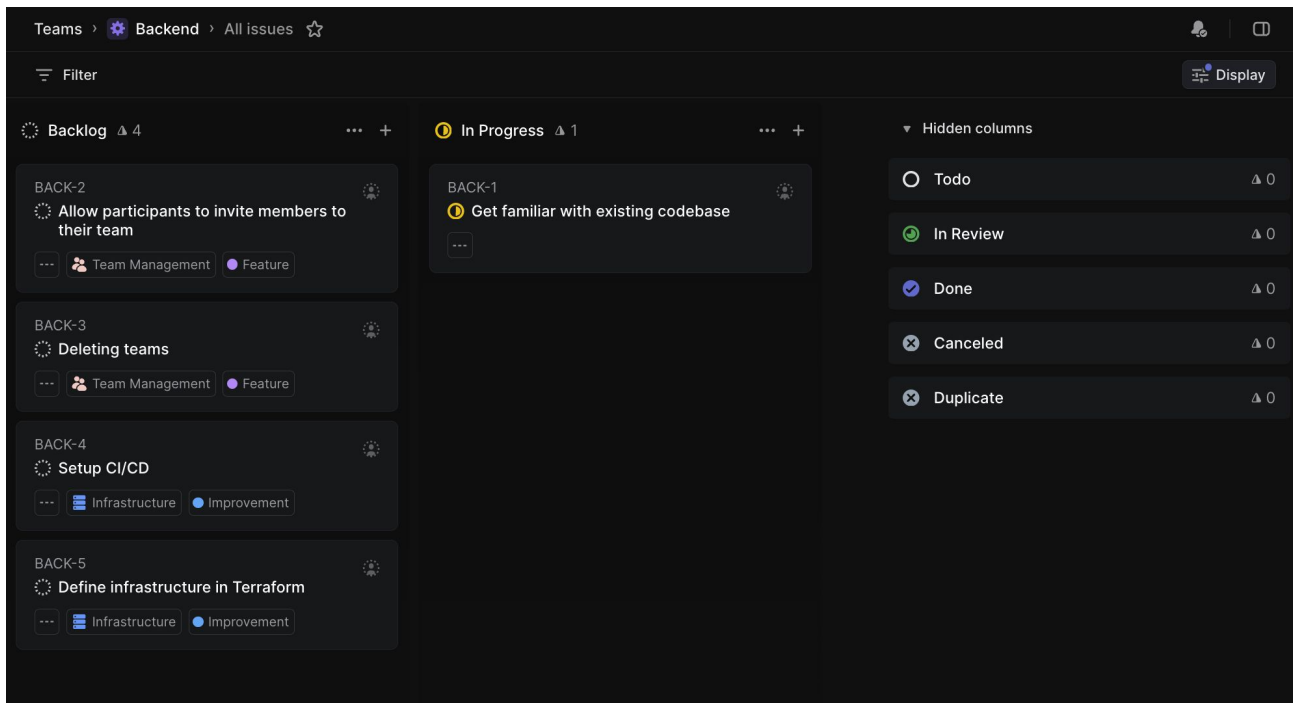 Teams › Backend › All issues
Filter
Display
Backlog 4
BACK-2
Allow participants to invite members to
their team
--- Team Management Feature
BACK-3
Deleting teams
--- Team Management Feature
BACK-4
Setup CI/CD
--- Infrastructure Improvement
BACK-5
Define infrastructure in Terraform
--- Infrastructure Improvement
In Progress 1
BACK-1
Get familiar with existing codebase
---
Hidden columns
Todo 0
In Review 0
Done 0
Canceled 0
Duplicate 0